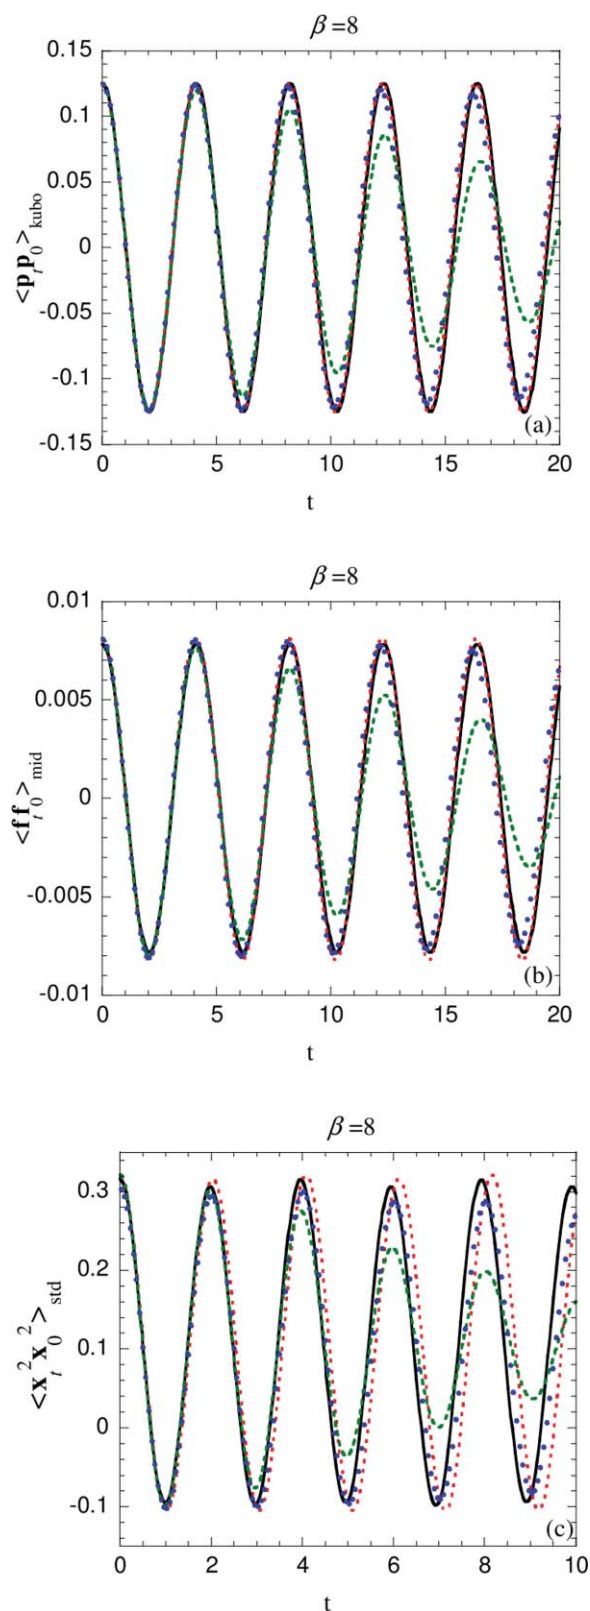 β=8
0.15
0.1
0.05
0
-0.05
-0.1
-0.15
<p_t p_0>_kubo
(a)
0 5 10 15 20
t
β=8
0.01
0.005
0
-0.005
-0.01
<f_t f_0>_mid
(b)
0 5 10 15 20
t
β=8
0.3
0.2
0.1
0
-0.1
<x_t^2 x_0^2>_std
(c)
0 2 4 6 8 10
t